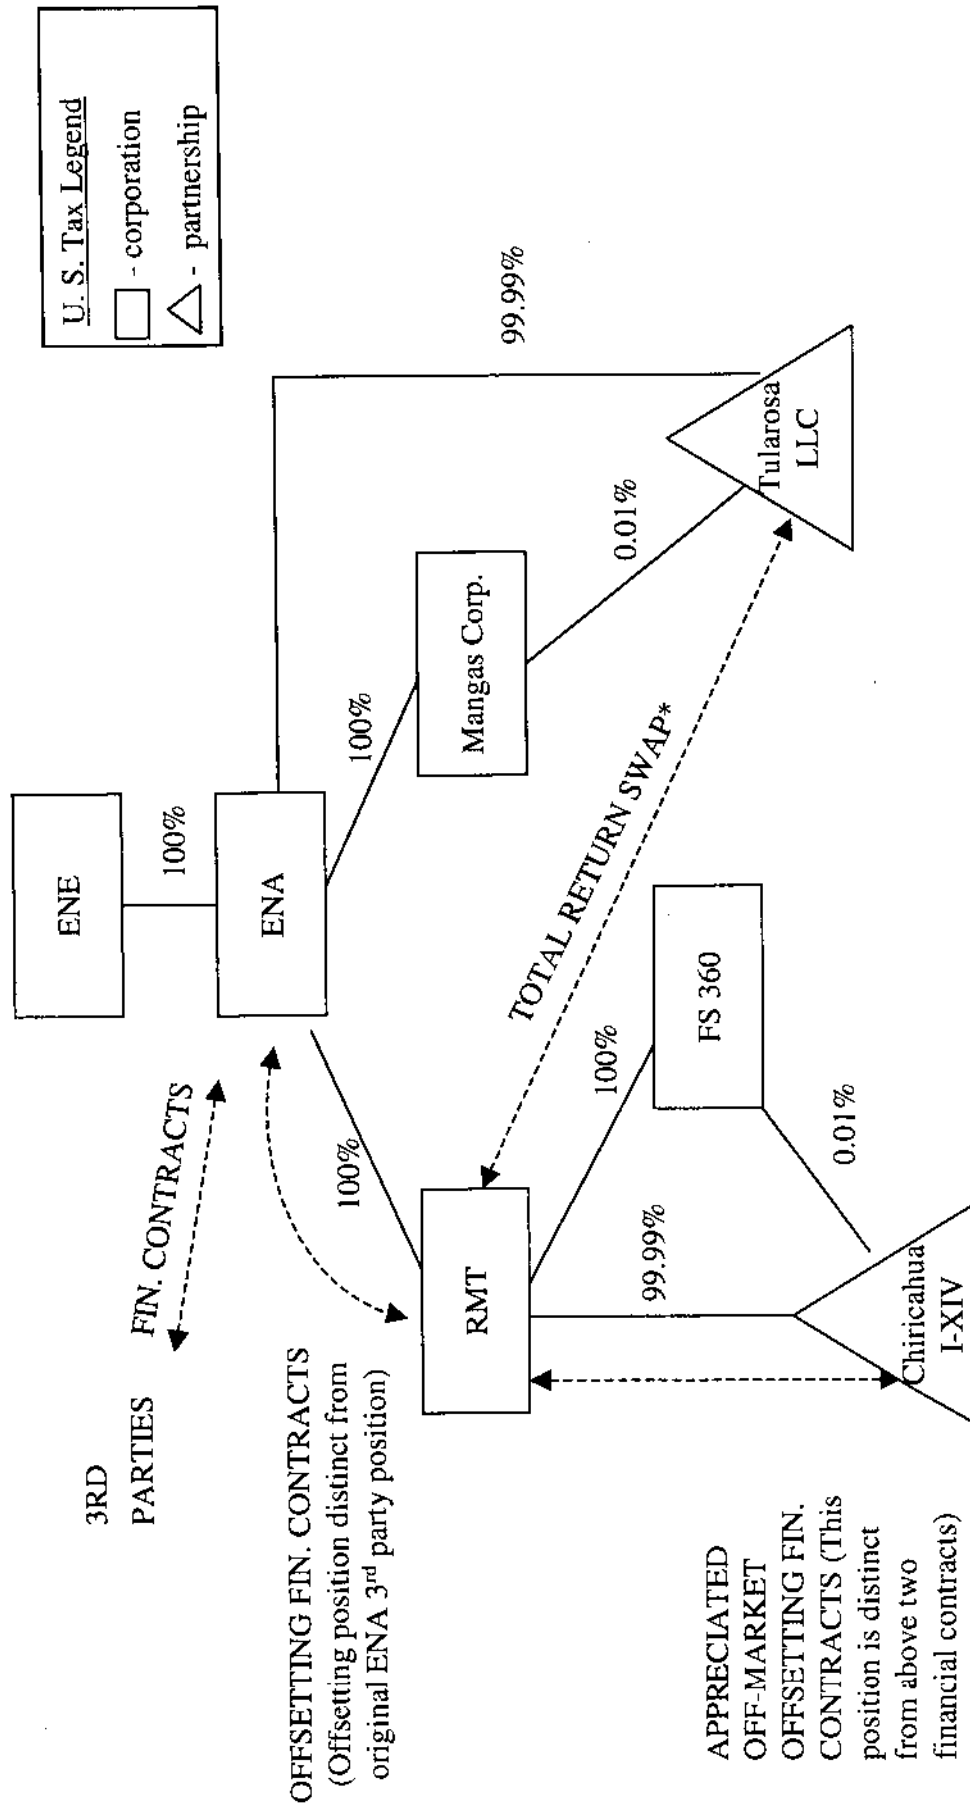 U. S. Tax Legend
- corporation
- partnership
ENE
100%
3RD
PARTIES
FIN. CONTRACTS
ENA
99.99%
OFFSETTING FIN. CONTRACTS
(Offsetting position distinct from
original ENA 3rd party position)
100%
100%
RMT
Mangas Corp.
TOTAL RETURN SWAP*
0.01%
99.99%
100%
FS 360
Tularosa
LLC
APPRECIATED
OFF-MARKET
OFFSETTING FIN.
CONTRACTS (This
position is distinct
from above two
financial contracts)
0.01%
Chiricahua
I-XIV